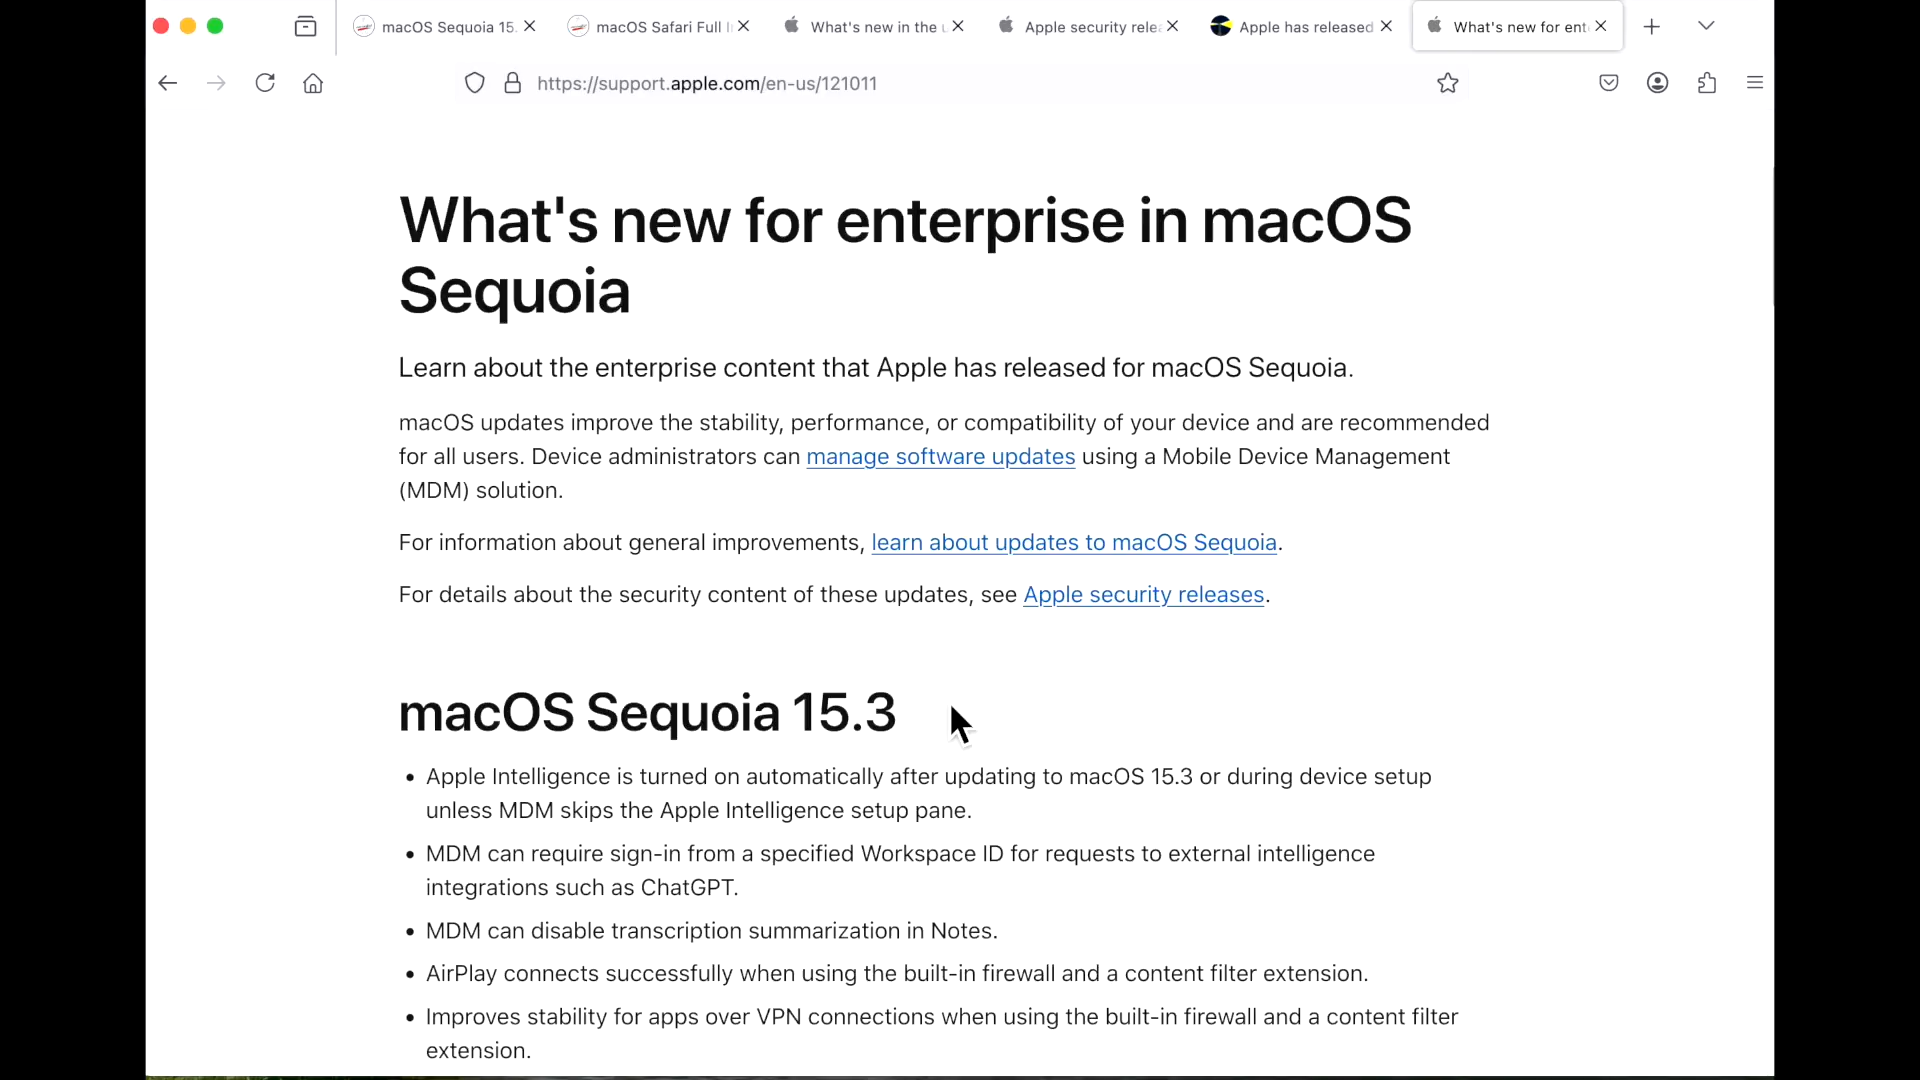 macOS Sequoia 15.
macOS Safari Full I
What's new in the u
Apple security relea
Apple has released
What's new for ent
https://support.apple.com/en-us/121011
What's new for enterprise in macOS
Sequoia
Learn about the enterprise content that Apple has released for macOS Sequoia.
macOS updates improve the stability, performance, or compatibility of your device and are recommended
for all users. Device administrators can manage software updates using a Mobile Device Management
(MDM) solution.
For information about general improvements, learn about updates to macOS Sequoia.
For details about the security content of these updates, see Apple security releases.
macOS Sequoia 15.3
• Apple Intelligence is turned on automatically after updating to macOS 15.3 or during device setup
unless MDM skips the Apple Intelligence setup pane.
• MDM can require sign-in from a specified Workspace ID for requests to external intelligence
integrations such as ChatGPT.
• MDM can disable transcription summarization in Notes.
• AirPlay connects successfully when using the built-in firewall and a content filter extension.
• Improves stability for apps over VPN connections when using the built-in firewall and a content filter
extension.